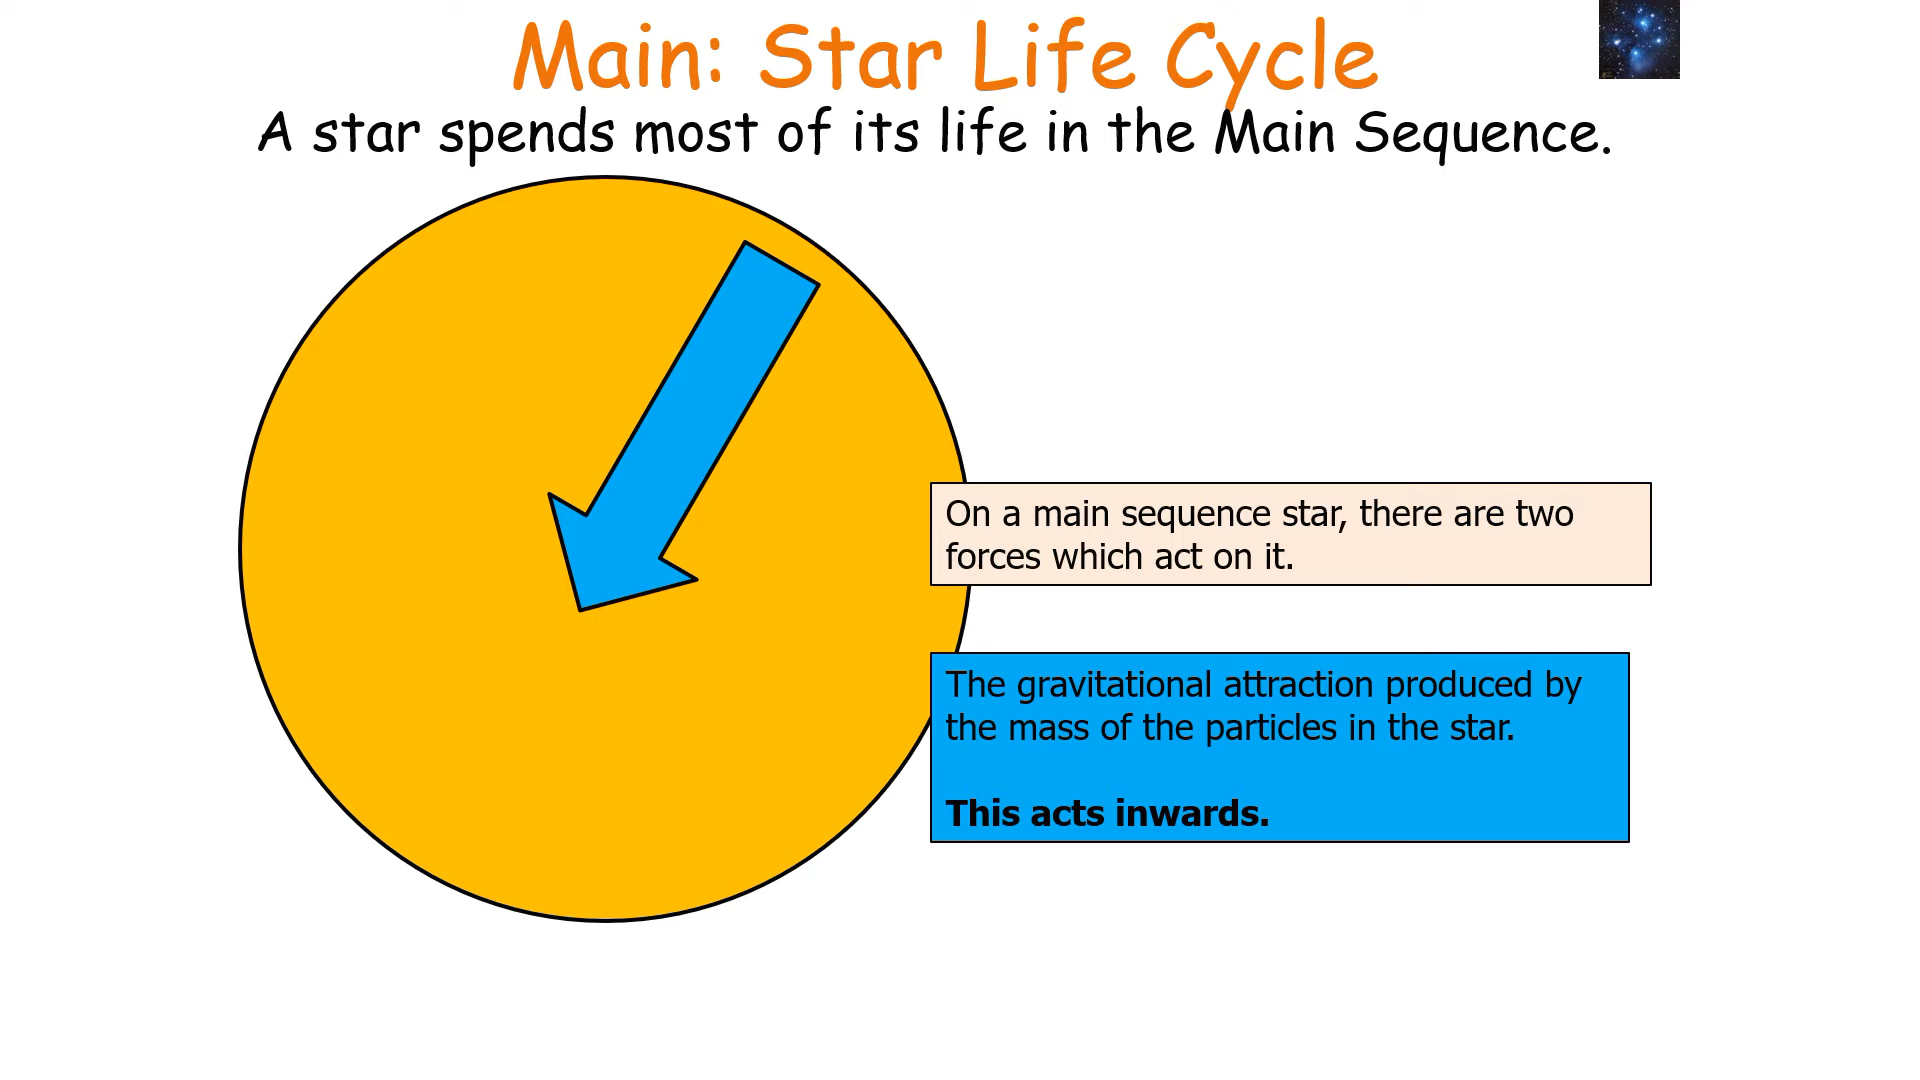 Main: Star Life Cycle
A star spends most of its life in the Main Sequence.
On a main sequence star, there are two
forces which act on it.
The gravitational attraction produced by
the mass of the particles in the star.
This acts inwards.